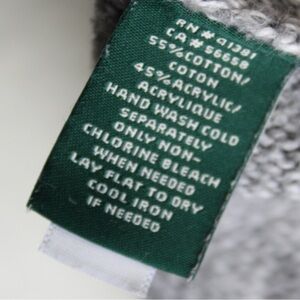 RN# 41381
CA# 56658
55% COTTON/
COTON
45% ACRYLIC/
ACRYLIQUE
HAND WASH COLD
SEPARATELY
ONLY NON-
CHLORINE BLEACH
WHEN NEEDED
LAY FLAT TO DRY
COOL IRON
IF NEEDED